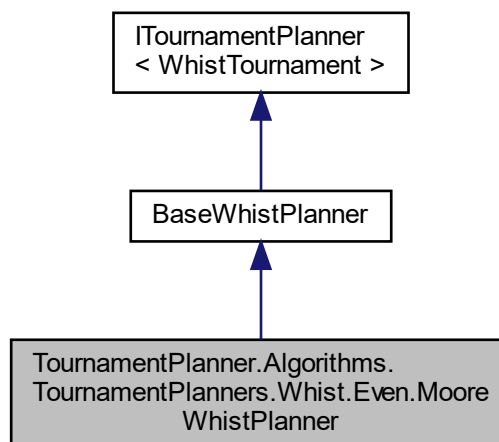 ITournamentPlanner
< WhistTournament >
BaseWhistPlanner
TournamentPlanner.Algorithms.
TournamentPlanners.Whist.Even.Moore
WhistPlanner